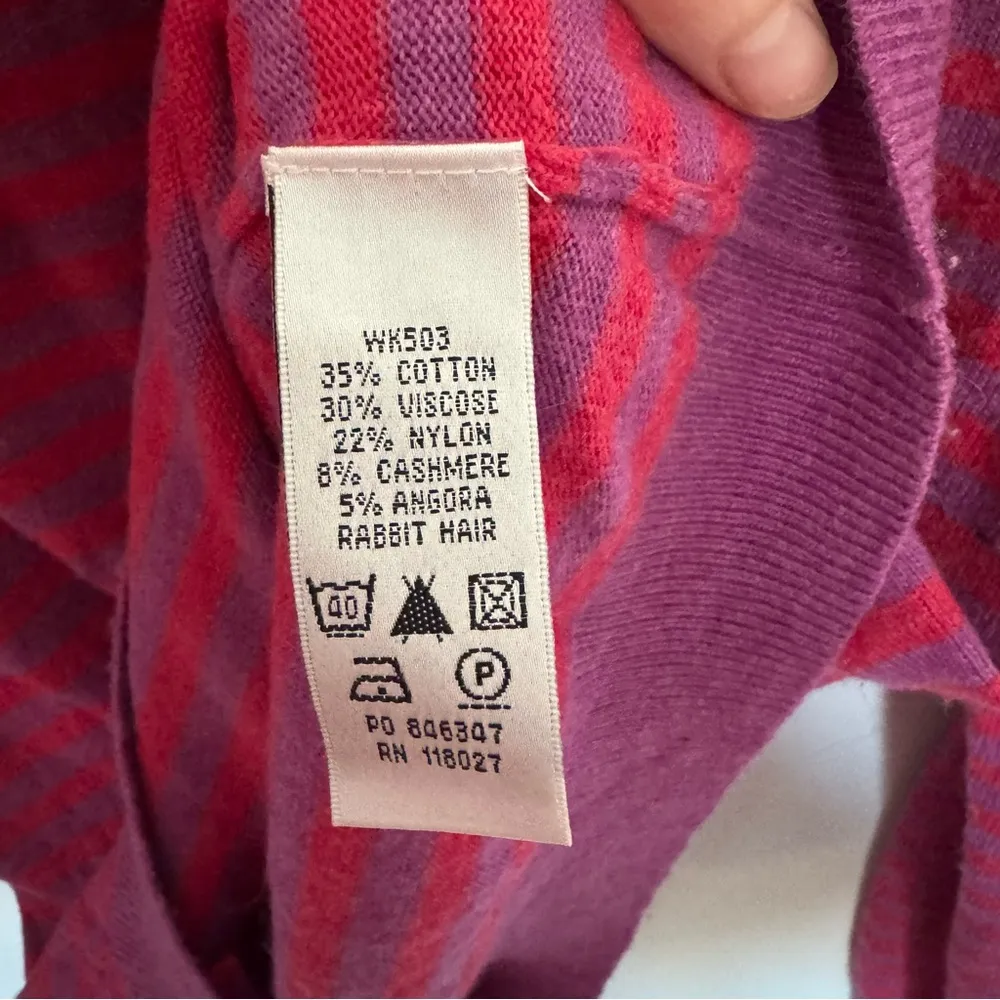 WK503
35% COTTON
30% VISCOSE
22% NYLON
8% CASHMERE
5% ANGORA
RABBIT HAIR
40
P
PO 846347
RN 118027